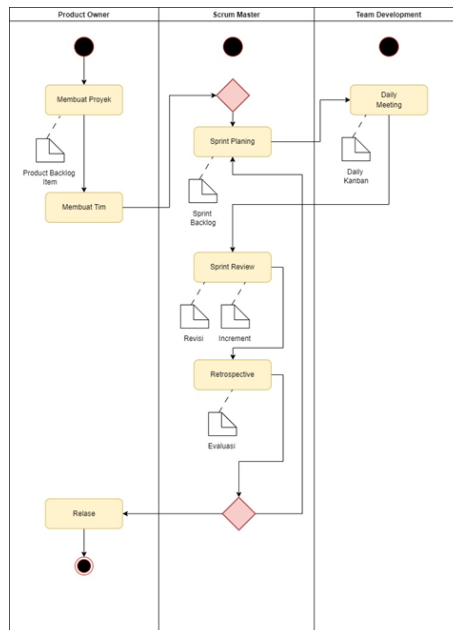 Product Owner
Scrum Master
Team Development
Membuat Proyek
Product Backlog
Item
Membuat Tim
Sprint Planing
Sprint
Backlog
Daily
Meeting
Daily
Kanban
Sprint Review
Revisi
Increment
Retrospective
Evaluasi
Relase